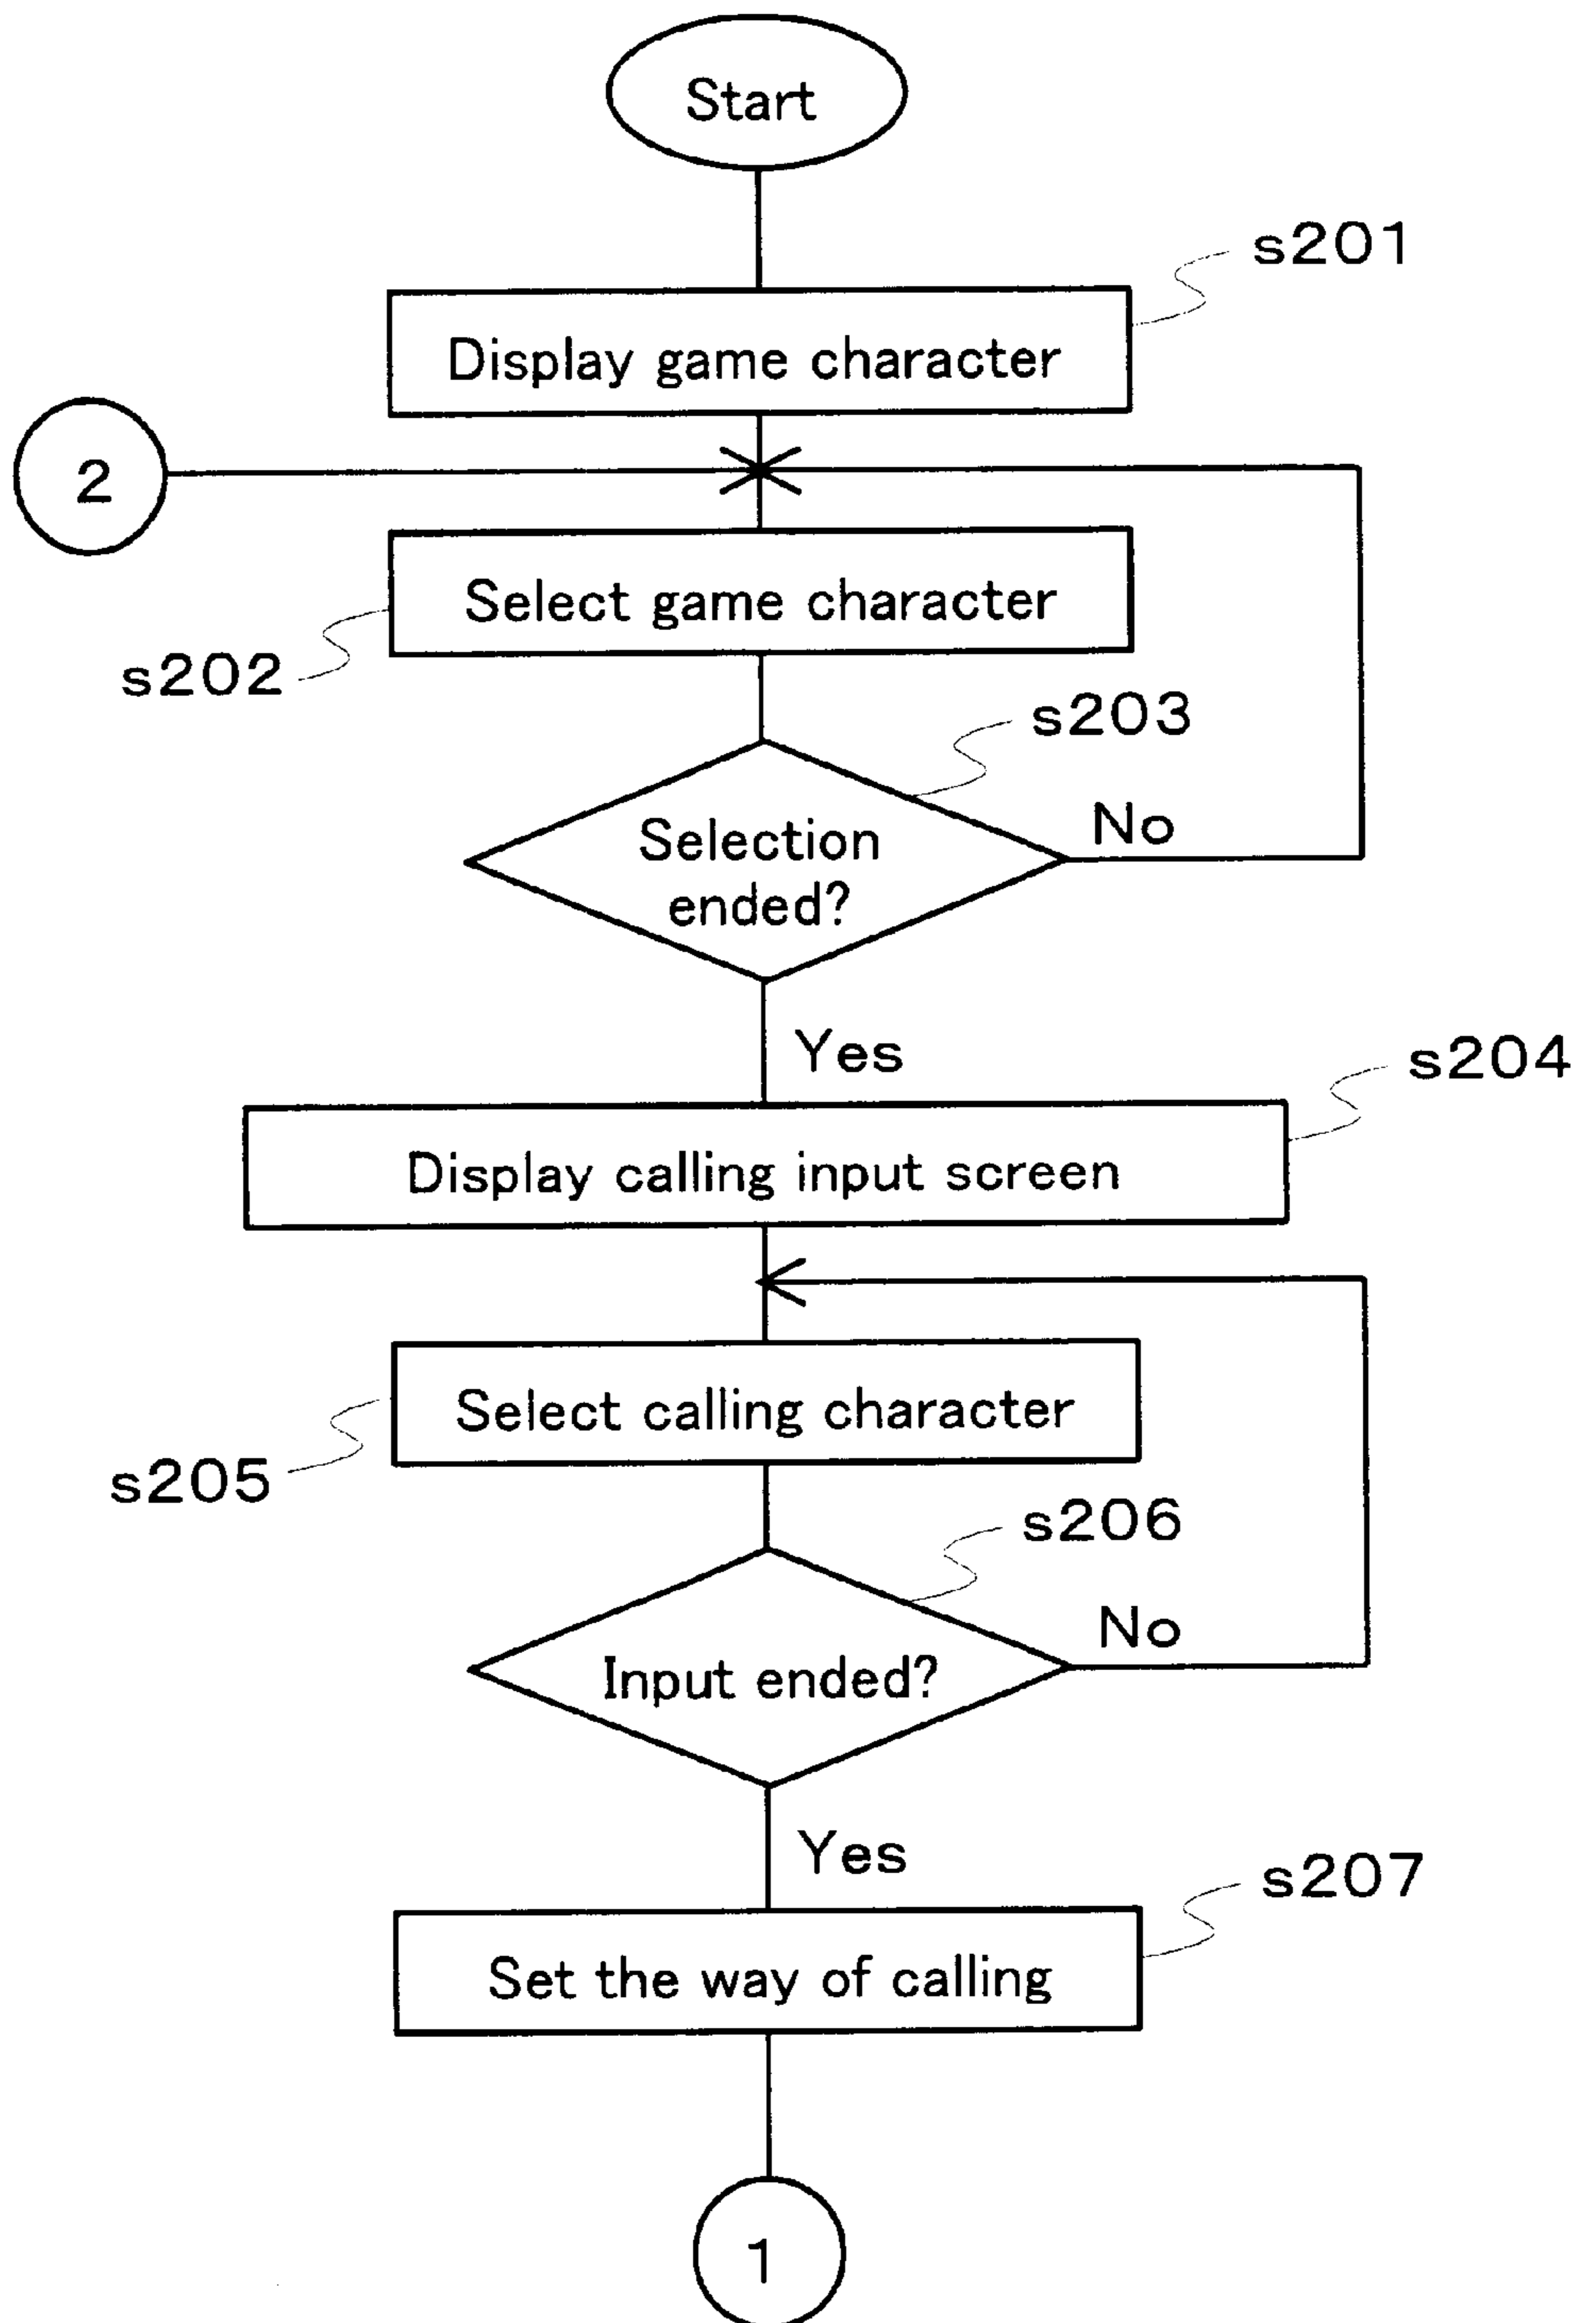 Start
s201
Display game character
2
Select game character
s202
s203
No
Selection
ended?
Yes
s204
Display calling input screen
Select calling character
s205
s206
No
Input ended?
Yes
s207
Set the way of calling
1